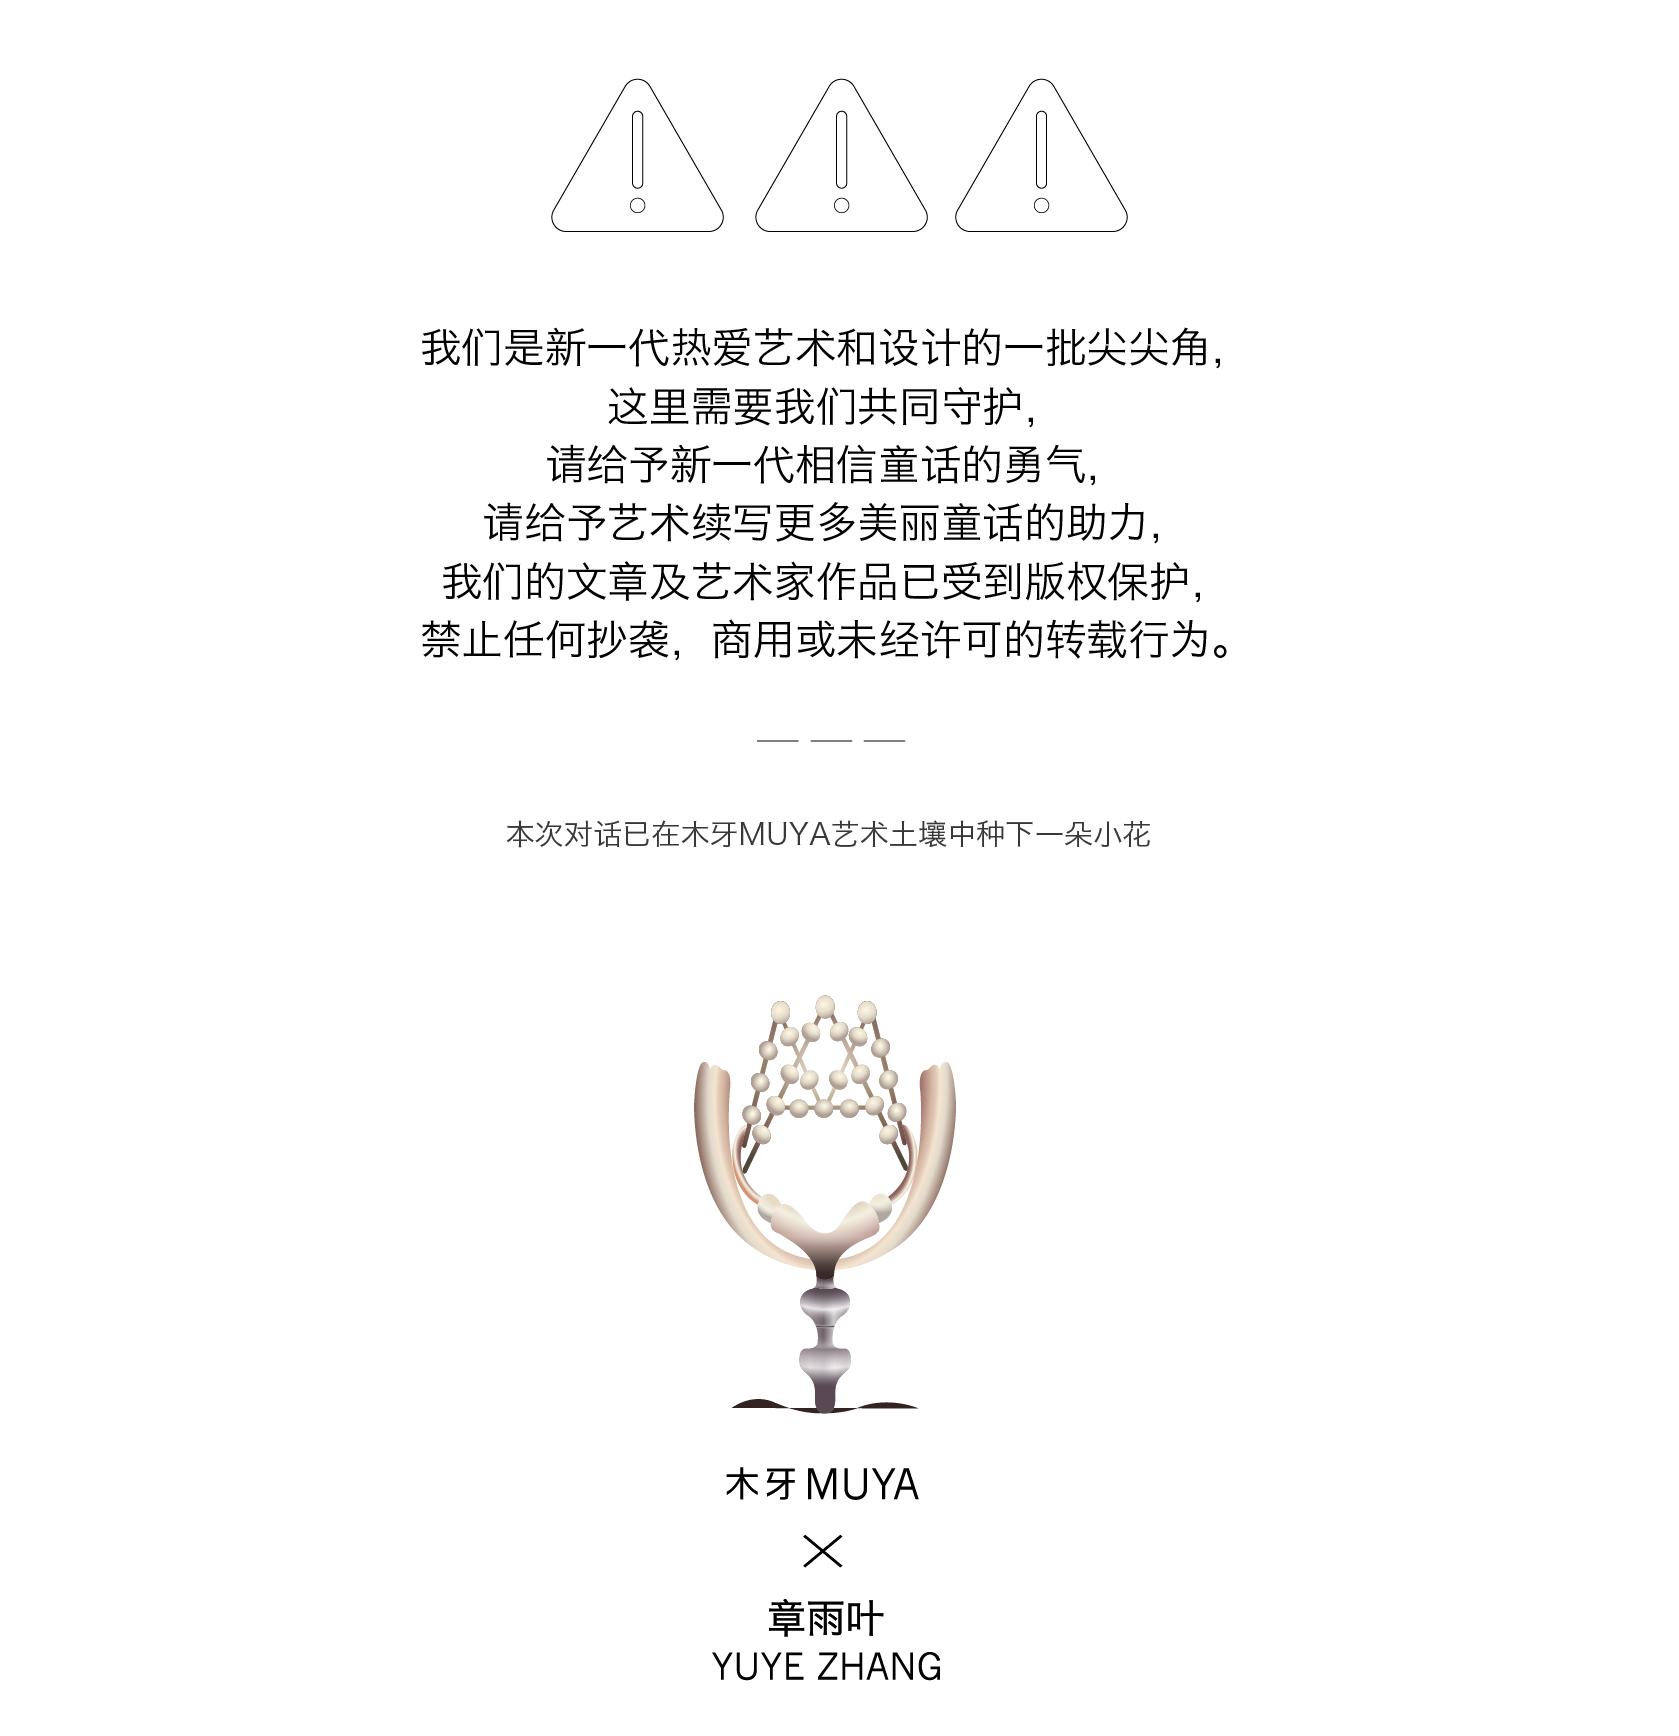 我们是新一代热爱艺术和设计的一批尖尖角，
这里需要我们共同守护，
请给予新一代相信童话的勇气，
请给予艺术续写更多美丽童话的助力，
我们的文章及艺术家作品已受到版权保护，
禁止任何抄袭，商用或未经许可的转载行为。
本次对话已在木牙MUYA艺术土壤中种下一朵小花
木牙MUYA
章雨叶
YUYE ZHANG